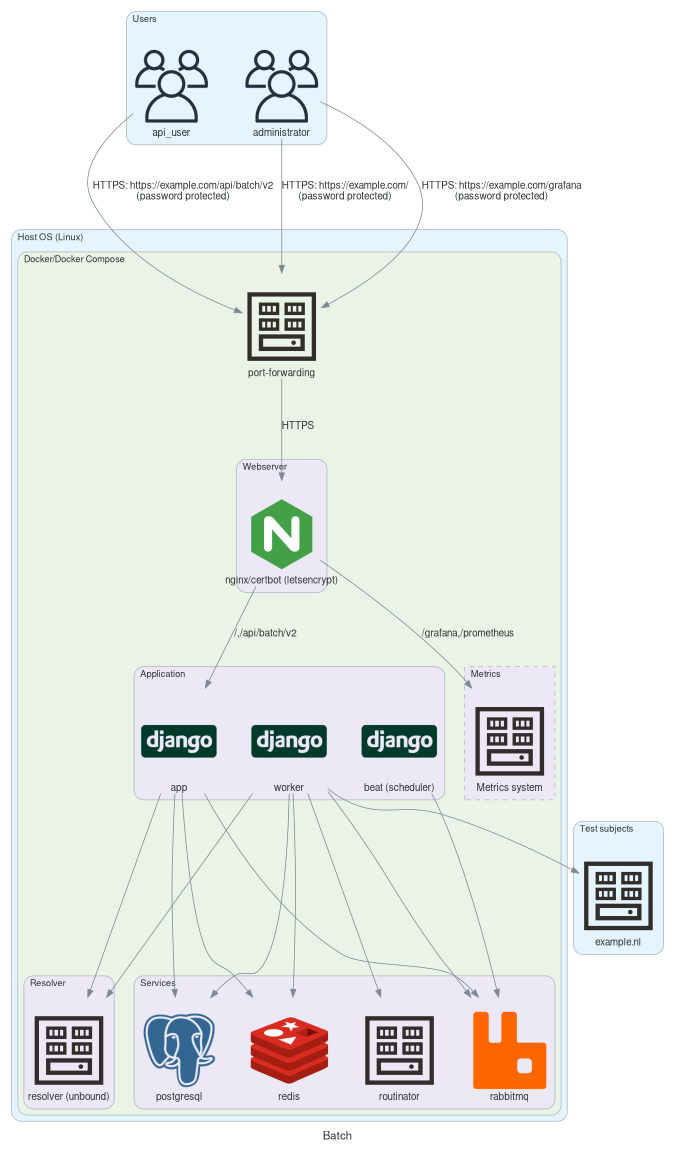 Users
api_user
administrator
HTTPS: https://example.com/api/batch/v2
(password protected)
HTTPS: https://example.com/
(password protected)
HTTPS: https://example.com/grafana
(password protected)
Host OS (Linux)
Docker/Docker Compose
port-forwarding
HTTPS
Webserver
N
nginx/certbot (letsencrypt)
/,/api/batch/v2
/grafana,/prometheus
Application
django
django
django
app
worker
beat (scheduler)
Metrics
Metrics system
Test subjects
example.nl
Resolver
resolver (unbound)
Services
postgresql
redis
routinator
rabbitmq
Batch